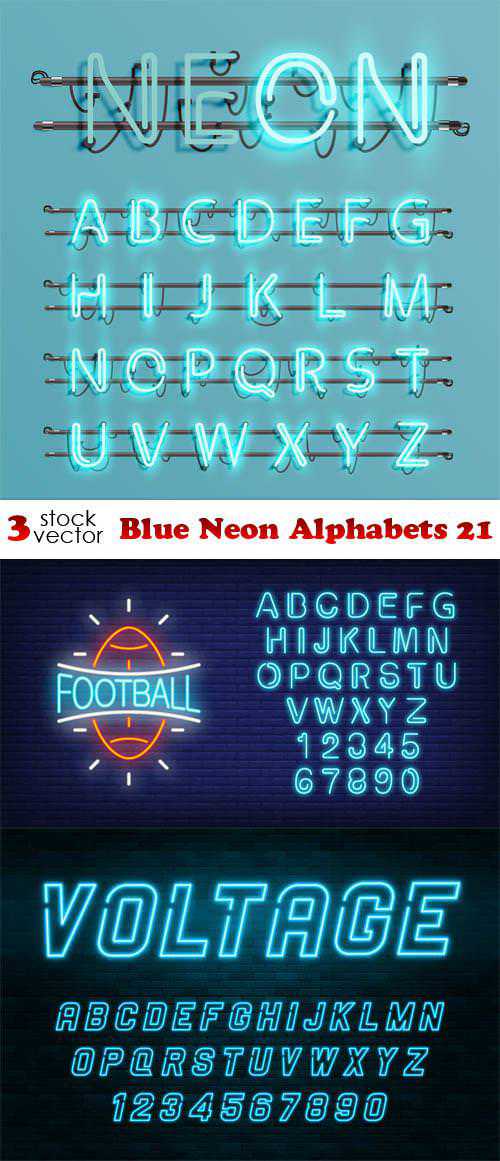 NEON
ABCDEFG
HIJKLM
NOPQRST
UVWXYZ
3 stock vector Blue Neon Alphabets 21
FOOTBALL
ABCDEFG
HIJKLMN
OPQRSTU
VWXYZ
12345
67890
VOLTAGE
ABCDEFGHIJKLMN
OPQRSTUVWXYZ
1234567890